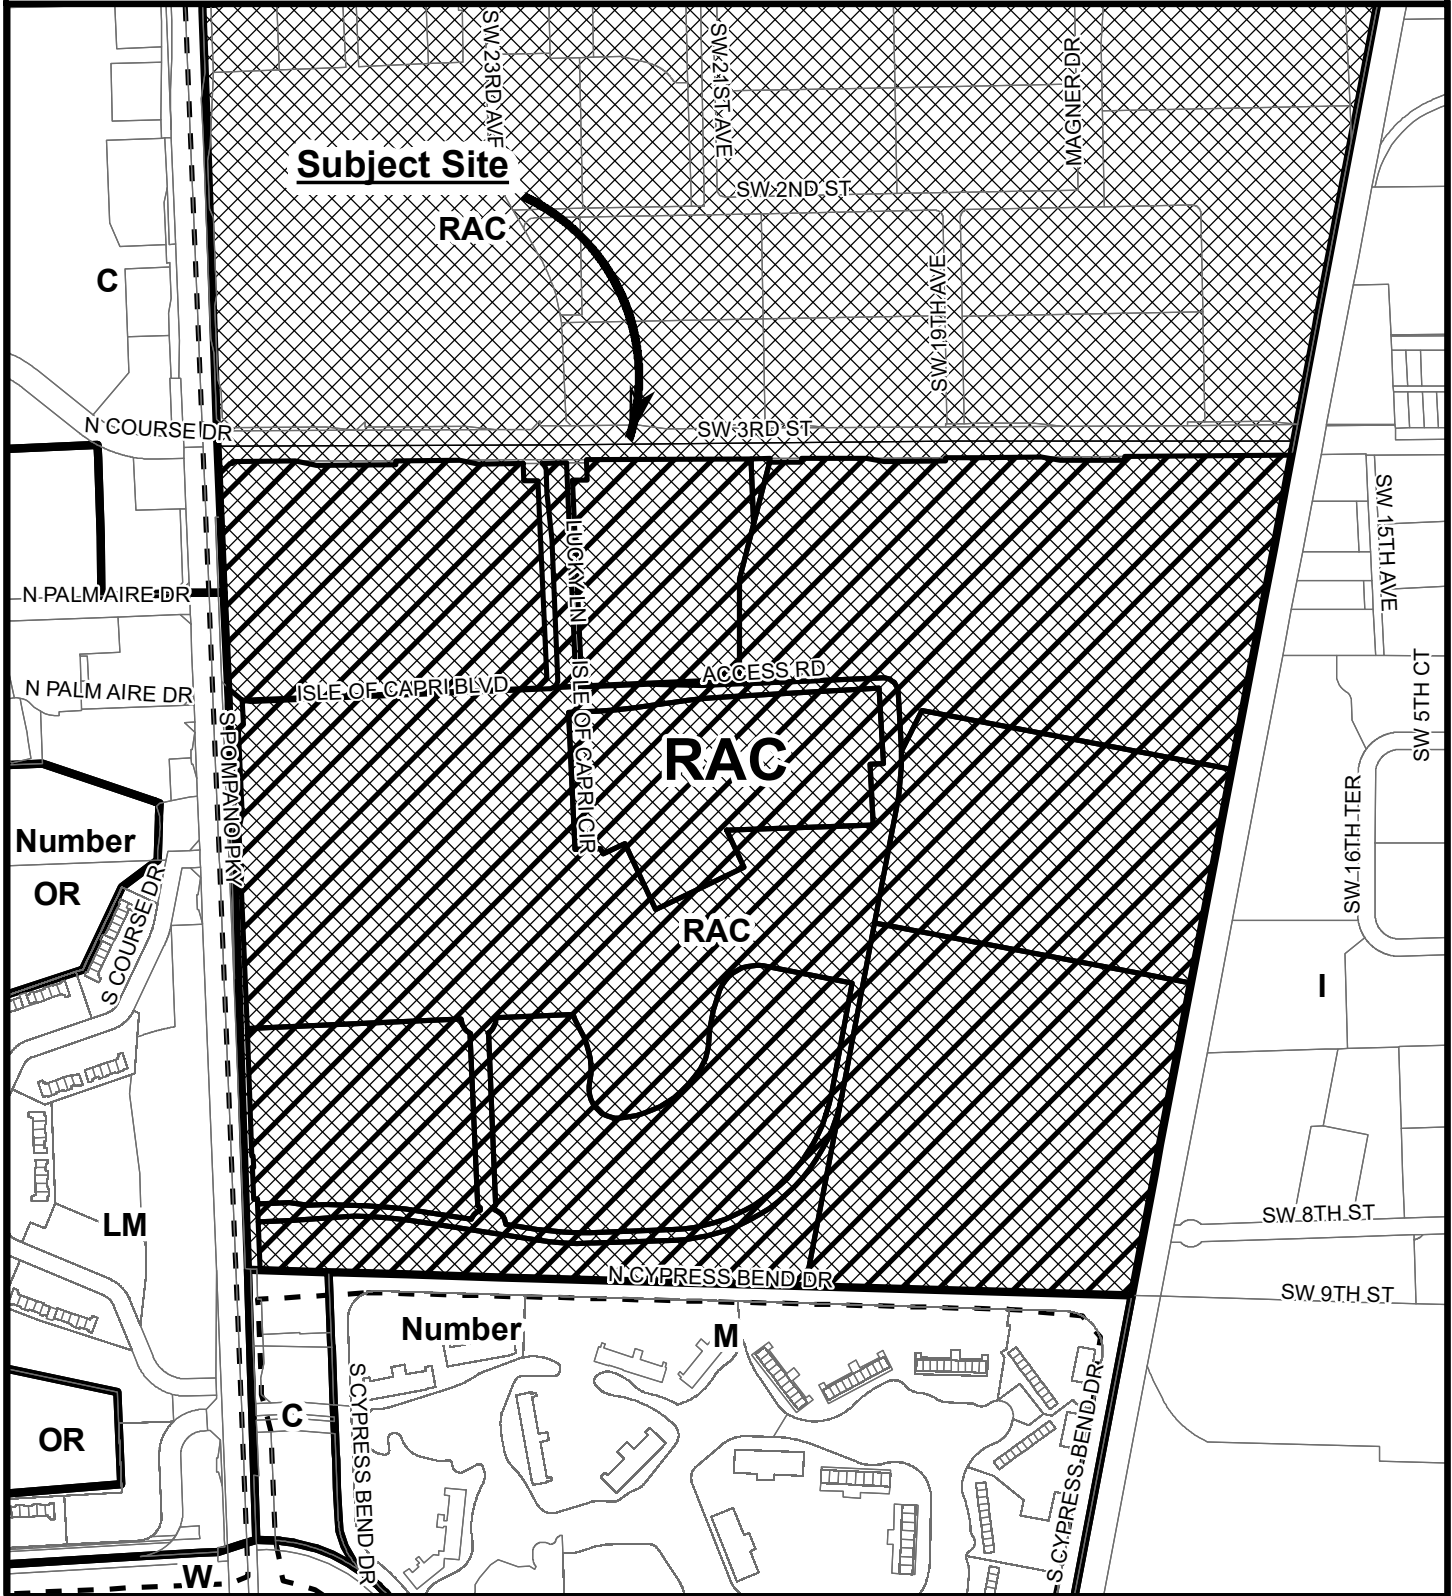 SW 23RD AVE
SW 21ST AVE
MAGNER DR
Subject Site
SW 2ND ST
RAC
C
SW 19TH AVE
N COURSE DR
SW 3RD ST
SW 15TH AVE
LUCKY LN
N PALM AIRE DR
ISLE OF CAPRI BLVD
ACCESS RD
N PALM AIRE DR
ISLE OF CAPRI CIR
SW 5TH CT
S POMPANO PKY
RAC
Number
SW 16TH TER
OR
S COURSE DR
RAC
I
LM
SW 8TH ST
N CYPRESS BEND DR
SW 9TH ST
Number
M
C
S CYPRESS BEND DR
S CYPRESS BEND DR
OR
W